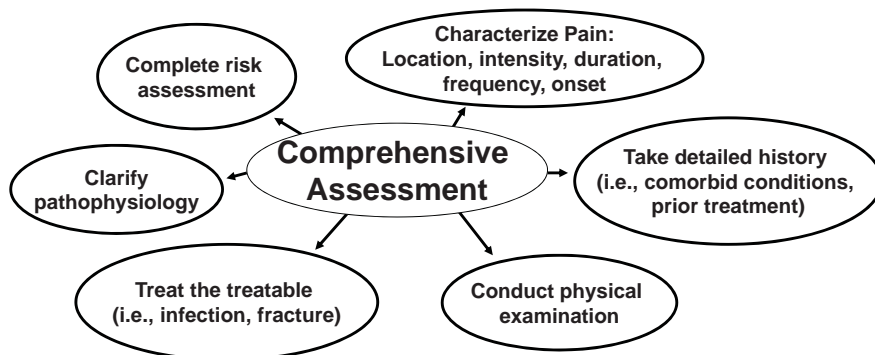 Characterize Pain:
Location, intensity, duration,
frequency, onset
Complete risk
assessment
Comprehensive
Assessment
Take detailed history
(i.e., comorbid conditions,
prior treatment)
Clarify
pathophysiology
Treat the treatable
(i.e., infection, fracture)
Conduct physical
examination